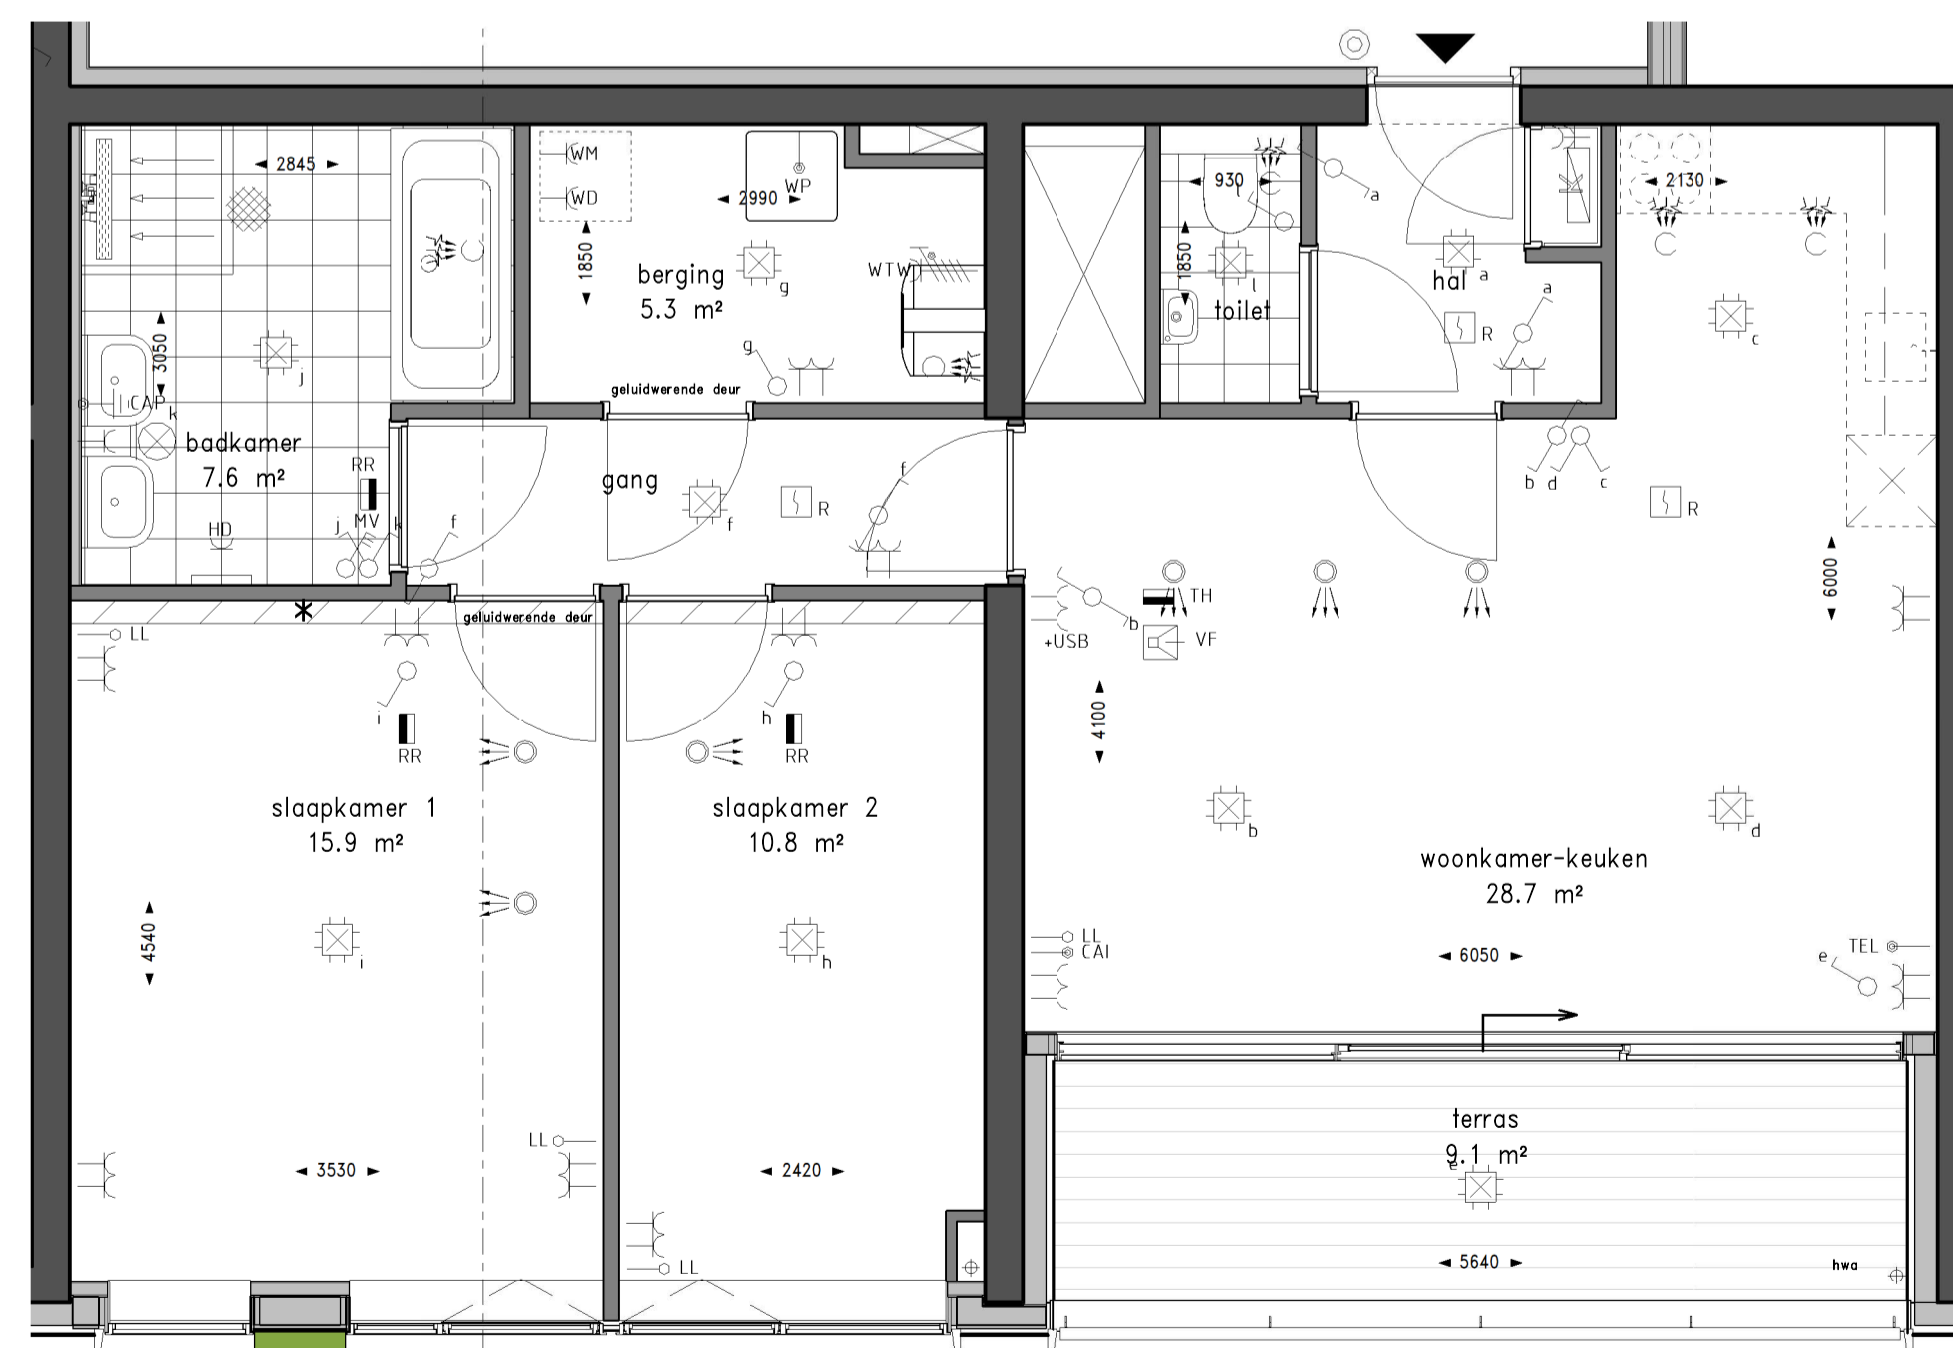 2845
WM
WD
WP
2990
1850
berging
5.3 m²
g
WTW
g
geluidwerende deur
930
l
1850
l
toilet
a
hal
a
a
R
2130
c
3050
j
CAP
k
badkamer
7.6 m²
RR
HD
j
MV
k
f
gang
f
R
f
b
d
c
R
6000
LL
geluidwerende deur
i
RR
h
RR
+USB
b
TH
VF
4100
slaapkamer 1
15.9 m²
slaapkamer 2
10.8 m²
b
d
woonkamer-keuken
28.7 m²
4540
i
h
LL
CAI
6050
TEL
e
LL
3530
2420
LL
terras
9.1 m²
e
5640
hwa